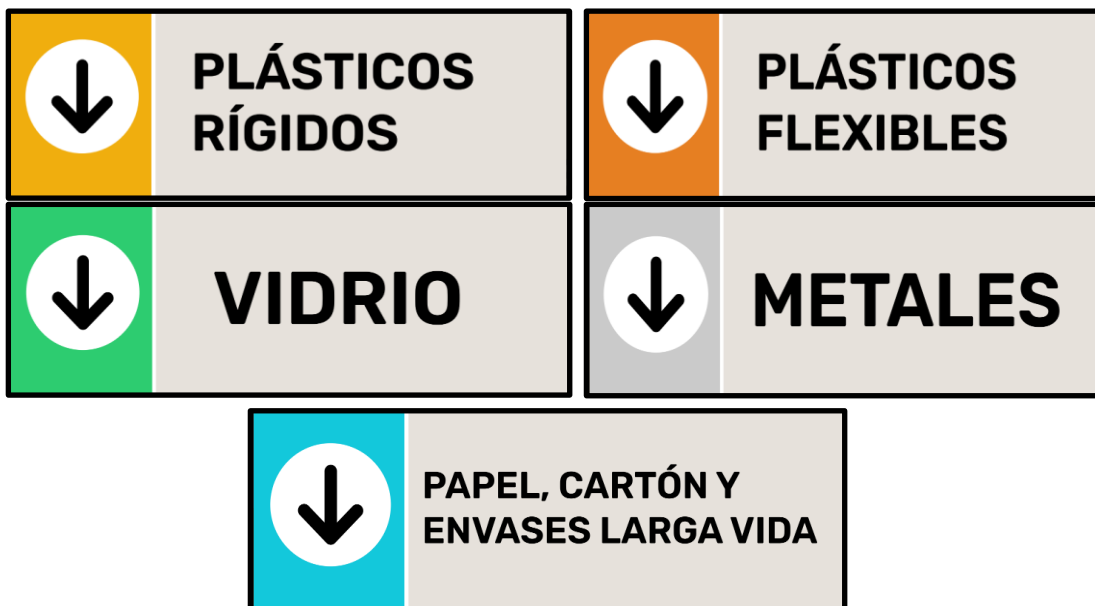 PLÁSTICOS
RÍGIDOS
PLÁSTICOS
FLEXIBLES
VIDRIO
METALES
PAPEL, CARTÓN Y
ENVASES LARGA VIDA